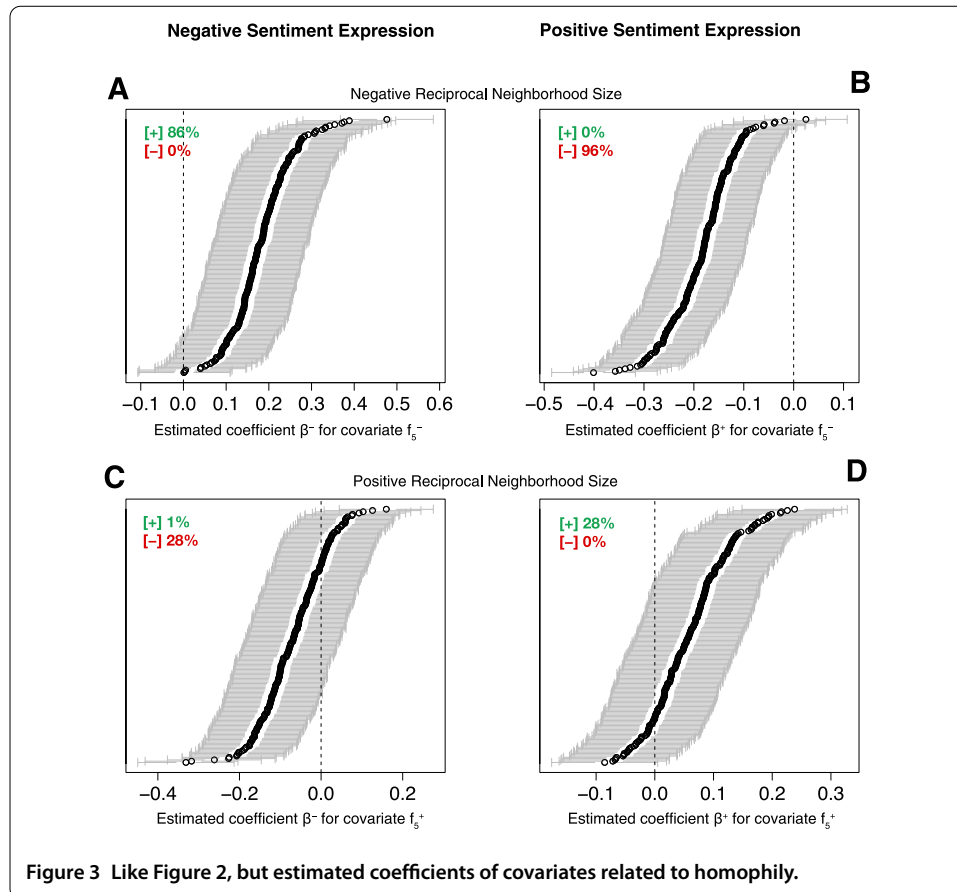 Negative Sentiment Expression Positive Sentiment Expression
A B
Negative Reciprocal Neighborhood Size
[+] 86% [+] 0%
[−] 0% [−] 96%
−0.1 0.0 0.1 0.2 0.3 0.4 0.5 0.6 −0.5 −0.4 −0.3 −0.2 −0.1 0.0 0.1
Estimated coefficient β⁻ for covariate f₅⁻ Estimated coefficient β⁺ for covariate f₅⁻
C D
Positive Reciprocal Neighborhood Size
[+] 1% [+] 28%
[−] 28% [−] 0%
−0.4 −0.2 0.0 0.2 −0.1 0.0 0.1 0.2 0.3
Estimated coefficient β⁻ for covariate f₅⁺ Estimated coefficient β⁺ for covariate f₅⁺
Figure 3 Like Figure 2, but estimated coefficients of covariates related to homophily.